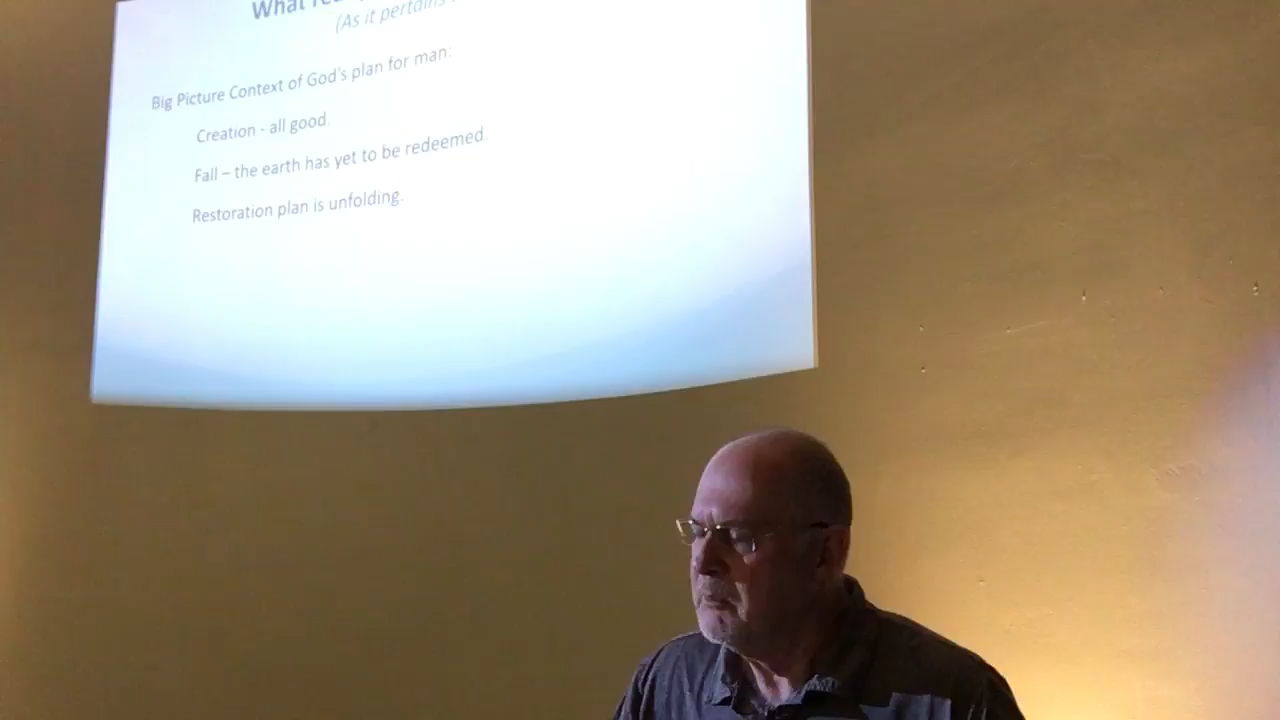 What
(As it pertains
Big Picture Context of God's plan for man:
Creation - all good.
Fall – the earth has yet to be redeemed.
Restoration plan is unfolding.